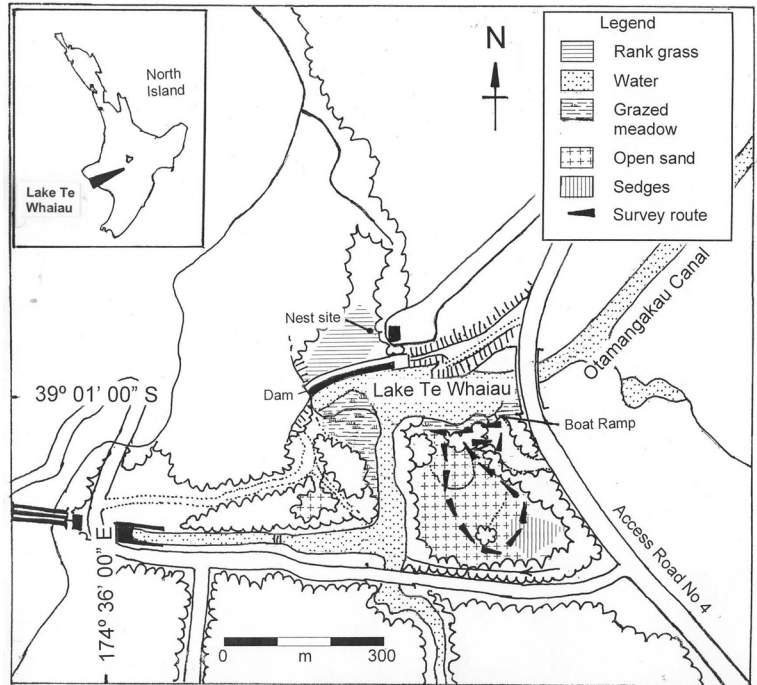 North
Island
Lake Te
Whaiau
N
Legend
Rank grass
Water
Grazed
meadow
Open sand
Sedges
Survey route
Otamangakau Canal
Nest site
39º 01' 00" S
Dam
Lake Te Whaiau
Boat Ramp
Access Road No 4
174º 36' 00" E
0
m
300